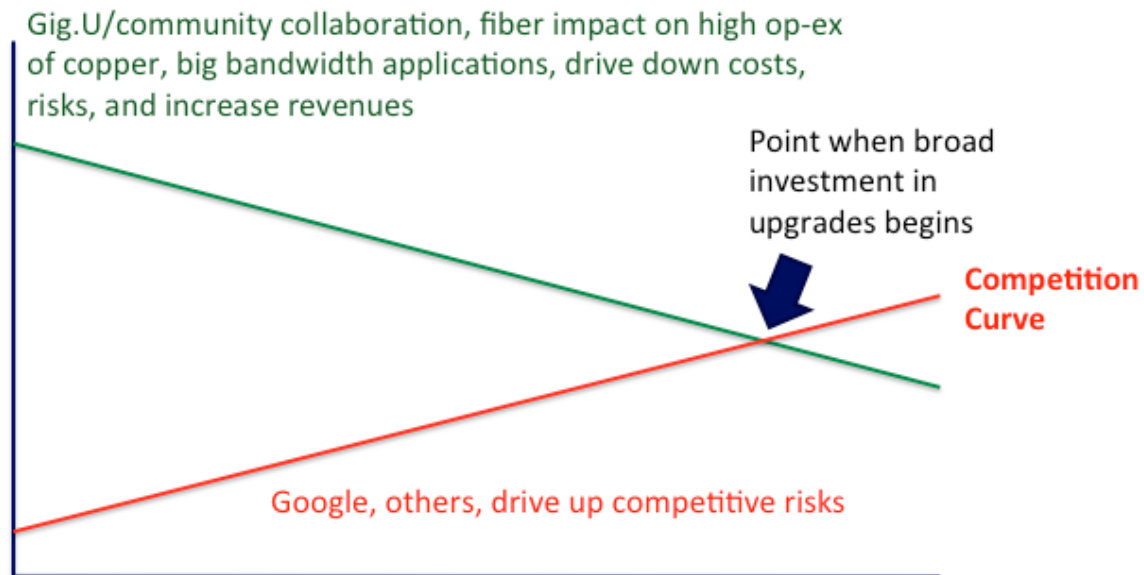 Gig.U/community collaboration, fiber impact on high op-ex
of copper, big bandwidth applications, drive down costs,
risks, and increase revenues
Point when broad
investment in
upgrades begins
Competition
Curve
Google, others, drive up competitive risks